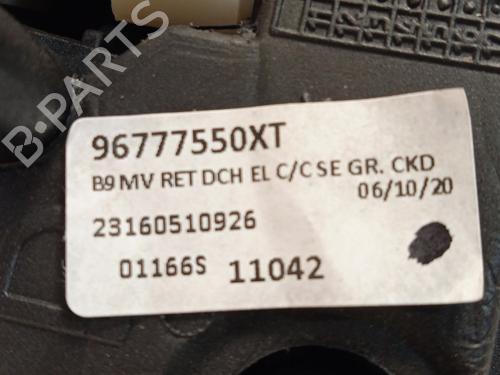 B-PARTS
96777550XT
B9 MV RET DCH EL C/C SE GR. CKD
06/10/20
23160510926
01166S 11042